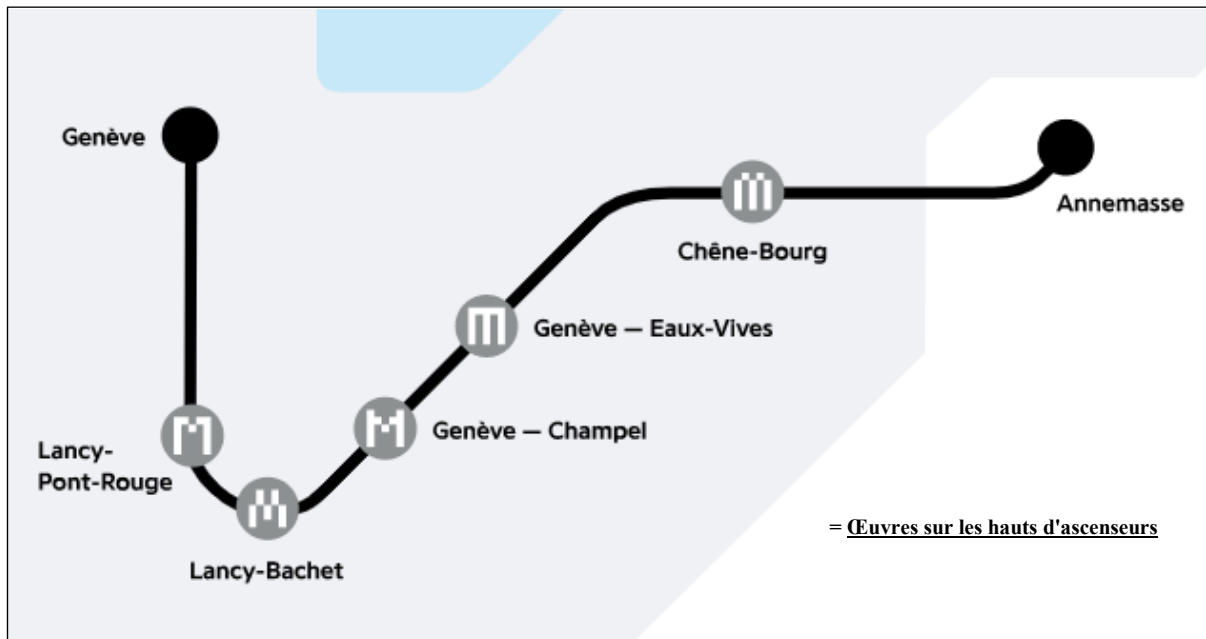 Genève
Annemasse
Chêne-Bourg
Genève — Eaux-Vives
Genève — Champel
Lancy-
Pont-Rouge
Lancy-Bachet
= Œuvres sur les hauts d'ascenseurs